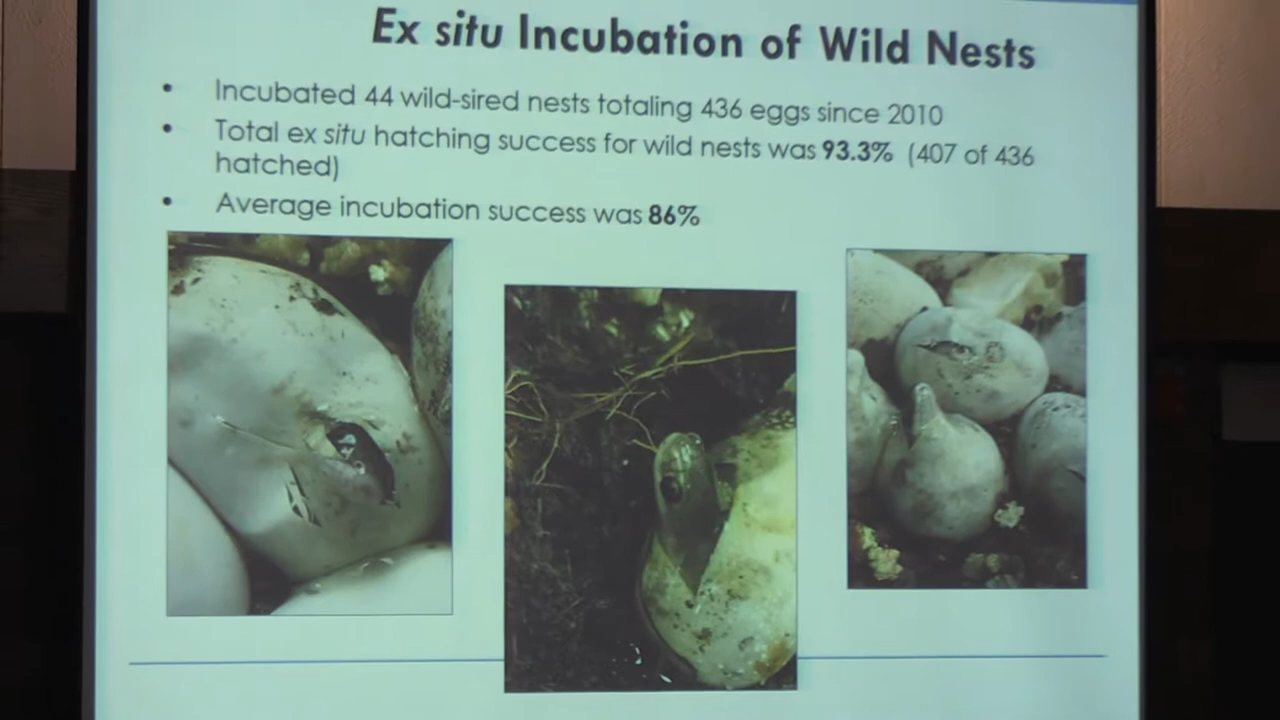 Ex situ Incubation of Wild Nests
• Incubated 44 wild-sired nests totaling 436 eggs since 2010
• Total ex situ hatching success for wild nests was 93.3% (407 of 436
hatched)
• Average incubation success was 86%